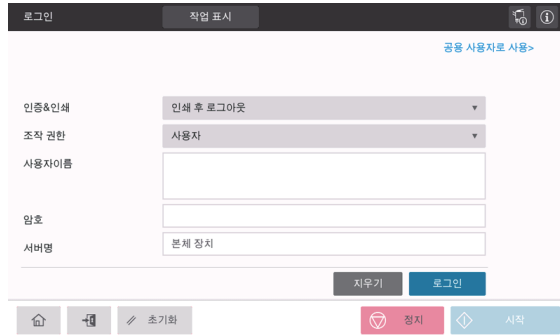 로그인
작업 표시
공용 사용자로 사용>
인증&인쇄
인쇄 후 로그아웃
조작 권한
사용자
사용자이름
암호
서버명
본체 장치
지우기
로그인
초기화
정지
시작